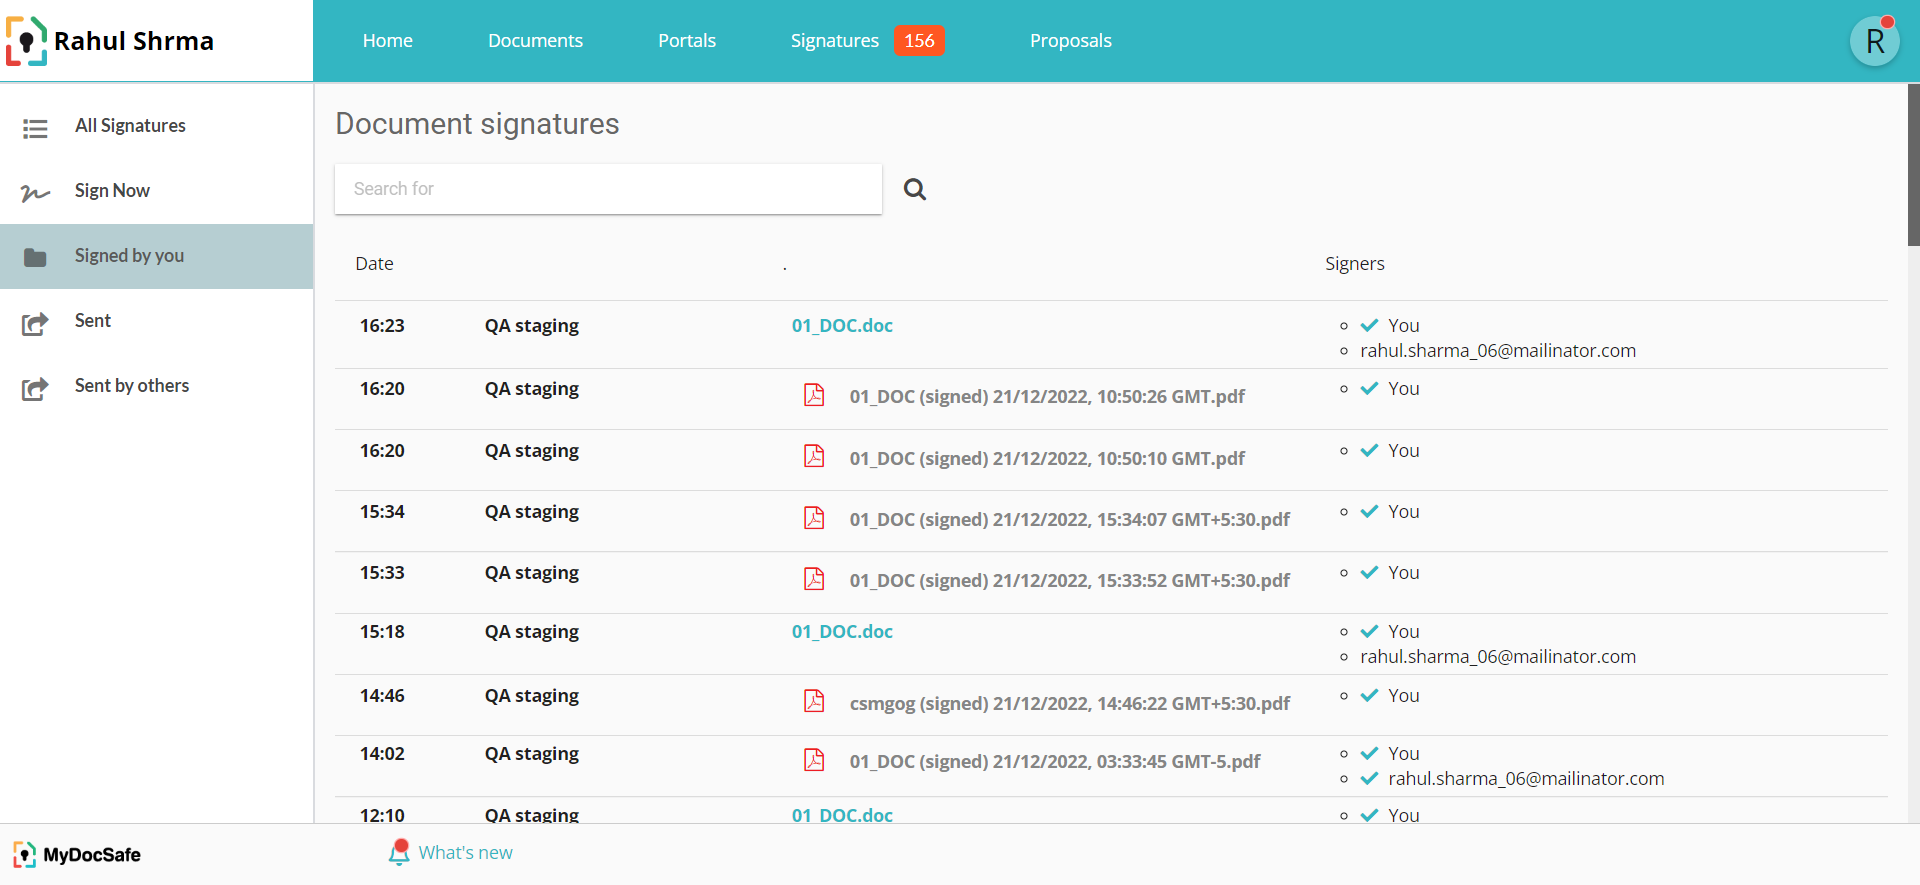 Rahul Shrma
Home Documents Portals Signatures 156 Proposals R
All Signatures
Sign Now
Signed by you
Sent
Sent by others
Document signatures
Search for
Date . Signers
16:23 QA staging 01_DOC.doc You
rahul.sharma_06@mailinator.com
16:20 QA staging 01_DOC (signed) 21/12/2022, 10:50:26 GMT.pdf You
16:20 QA staging 01_DOC (signed) 21/12/2022, 10:50:10 GMT.pdf You
15:34 QA staging 01_DOC (signed) 21/12/2022, 15:34:07 GMT+5:30.pdf You
15:33 QA staging 01_DOC (signed) 21/12/2022, 15:33:52 GMT+5:30.pdf You
15:18 QA staging 01_DOC.doc You
rahul.sharma_06@mailinator.com
14:46 QA staging csmgog (signed) 21/12/2022, 14:46:22 GMT+5:30.pdf You
14:02 QA staging 01_DOC (signed) 21/12/2022, 03:33:45 GMT-5.pdf You
rahul.sharma_06@mailinator.com
12:10 QA staging 01_DOC.doc You
MyDocSafe What's new